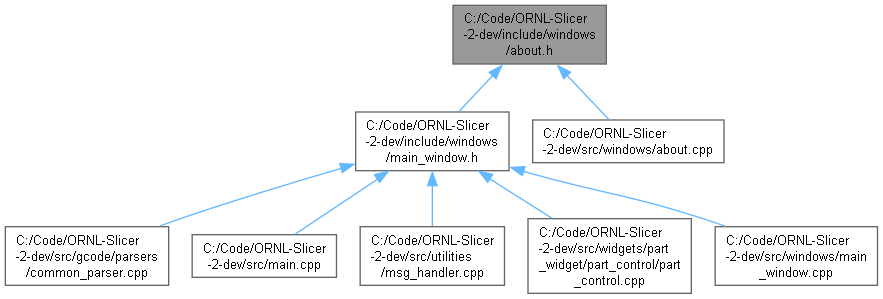 C:/Code/ORNL-Slicer
-2-dev/include/windows
/about.h
C:/Code/ORNL-Slicer
-2-dev/include/windows
/main_window.h
C:/Code/ORNL-Slicer
-2-dev/src/windows/about.cpp
C:/Code/ORNL-Slicer
-2-dev/src/gcode/parsers
/common_parser.cpp
C:/Code/ORNL-Slicer
-2-dev/src/main.cpp
C:/Code/ORNL-Slicer
-2-dev/src/utilities
/msg_handler.cpp
C:/Code/ORNL-Slicer
-2-dev/src/widgets/part
_widget/part_control/part
_control.cpp
C:/Code/ORNL-Slicer
-2-dev/src/windows/main
_window.cpp